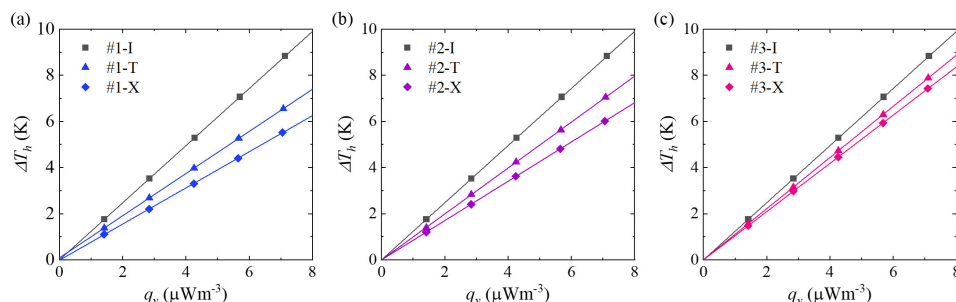 (a)
10
8
6
4
2
0
ΔT_h (K)
#1-I
#1-T
#1-X
0 2 4 6 8
q_v (μWm⁻³)
(b)
10
8
6
4
2
0
ΔT_h (K)
#2-I
#2-T
#2-X
0 2 4 6 8
q_v (μWm⁻³)
(c)
10
8
6
4
2
0
ΔT_h (K)
#3-I
#3-T
#3-X
0 2 4 6 8
q_v (μWm⁻³)